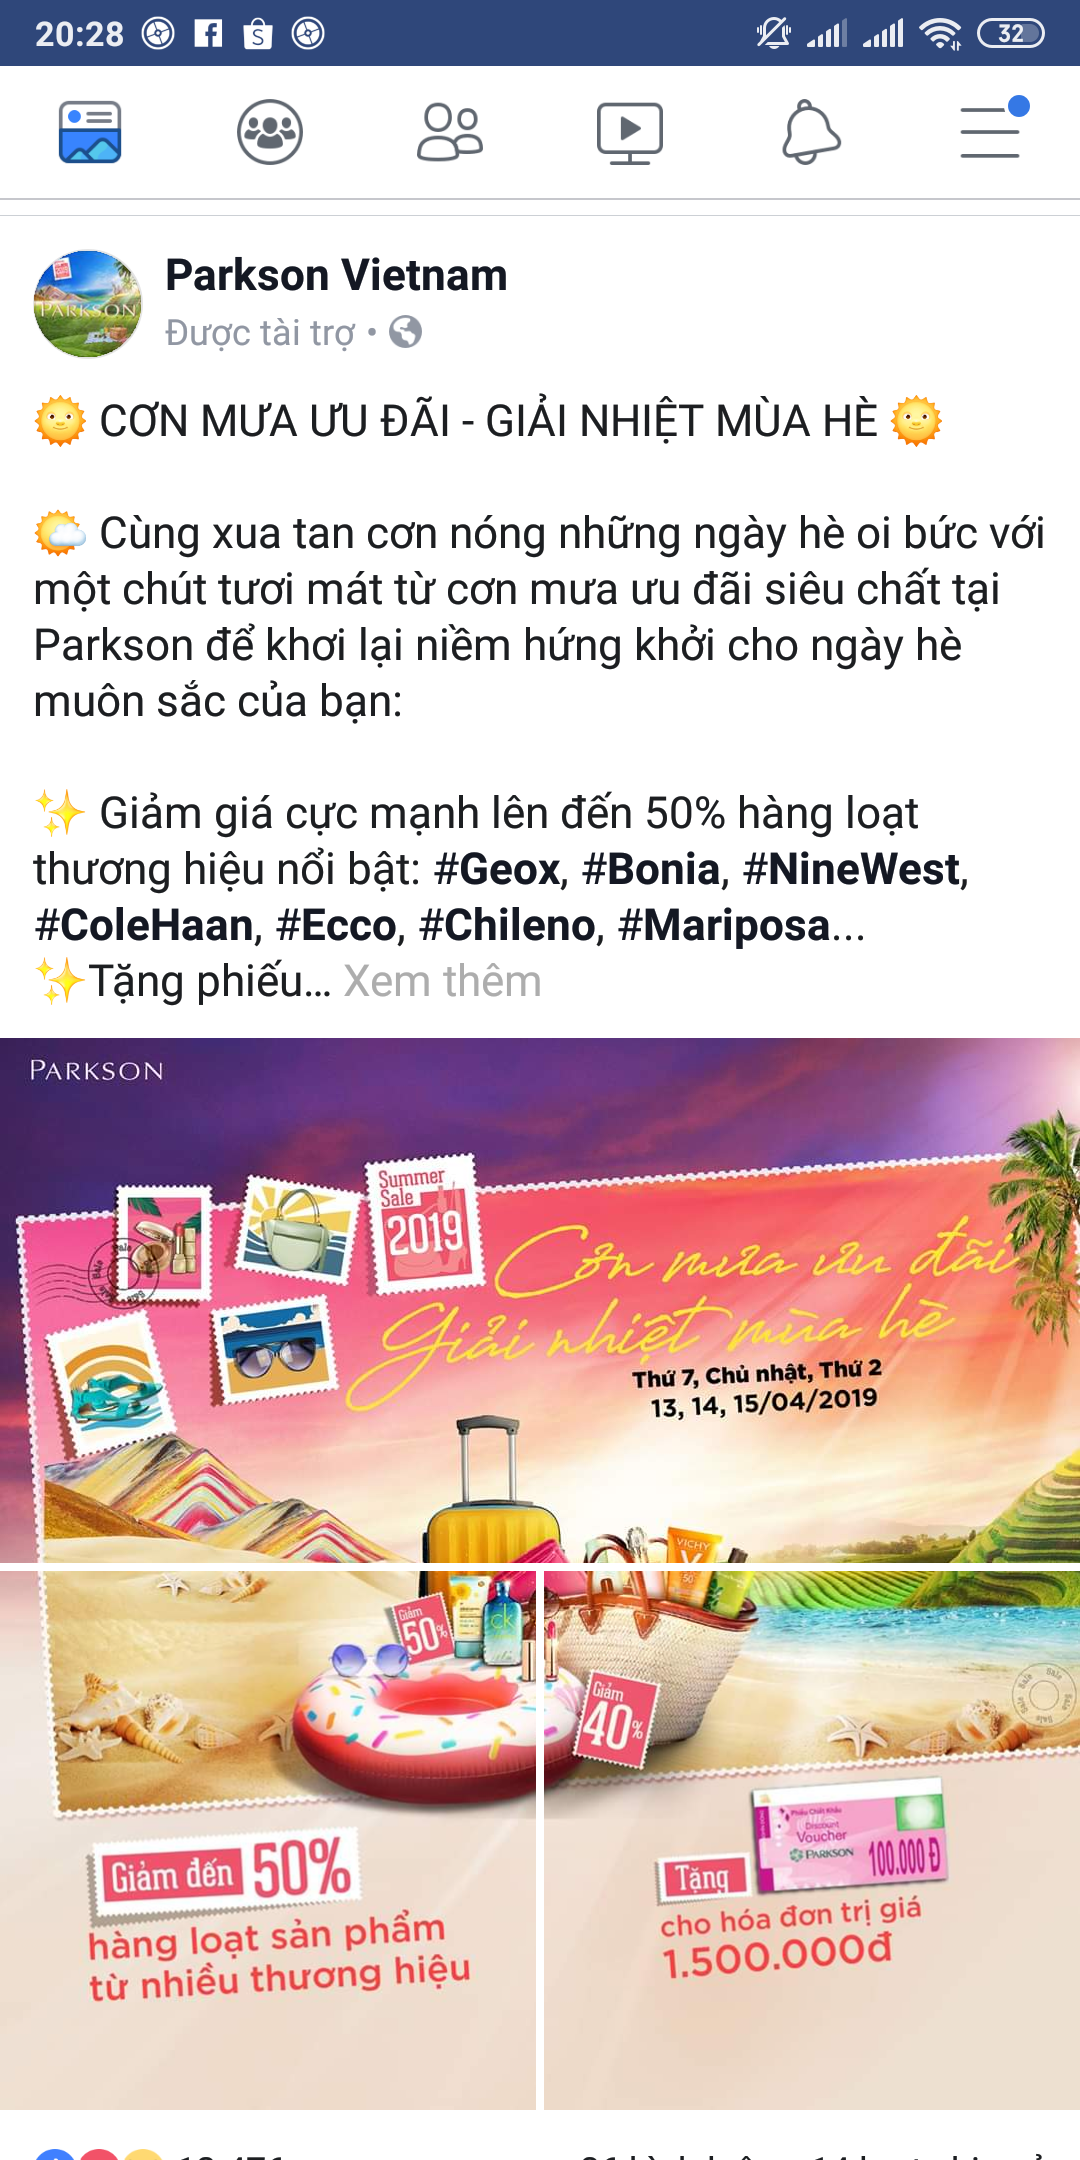 20:28
32
Parkson Vietnam
Được tài trợ •
CƠN MƯA ƯU ĐÃI - GIẢI NHIỆT MÙA HÈ
Cùng xua tan cơn nóng những ngày hè oi bức với
một chút tươi mát từ cơn mưa ưu đãi siêu chất tại
Parkson để khơi lại niềm hứng khởi cho ngày hè
muôn sắc của bạn:
Giảm giá cực mạnh lên đến 50% hàng loạt
thương hiệu nổi bật: #Geox, #Bonia, #NineWest,
#ColeHaan, #Ecco, #Chileno, #Mariposa...
Tặng phiếu... Xem thêm
PARKSON
Summer
Sale
2019
Cơn mưa ưu đãi
Giải nhiệt mùa hè
Thứ 7, Chủ nhật, Thứ 2
13, 14, 15/04/2019
VICHY
Giảm
50%
ck
Giảm
40%
Giảm đến 50%
hàng loạt sản phẩm
từ nhiều thương hiệu
Phiếu Chiết Khấu
Discount
Voucher
PARKSON
100.000 Đ
Tặng
cho hóa đơn trị giá
1.500.000đ